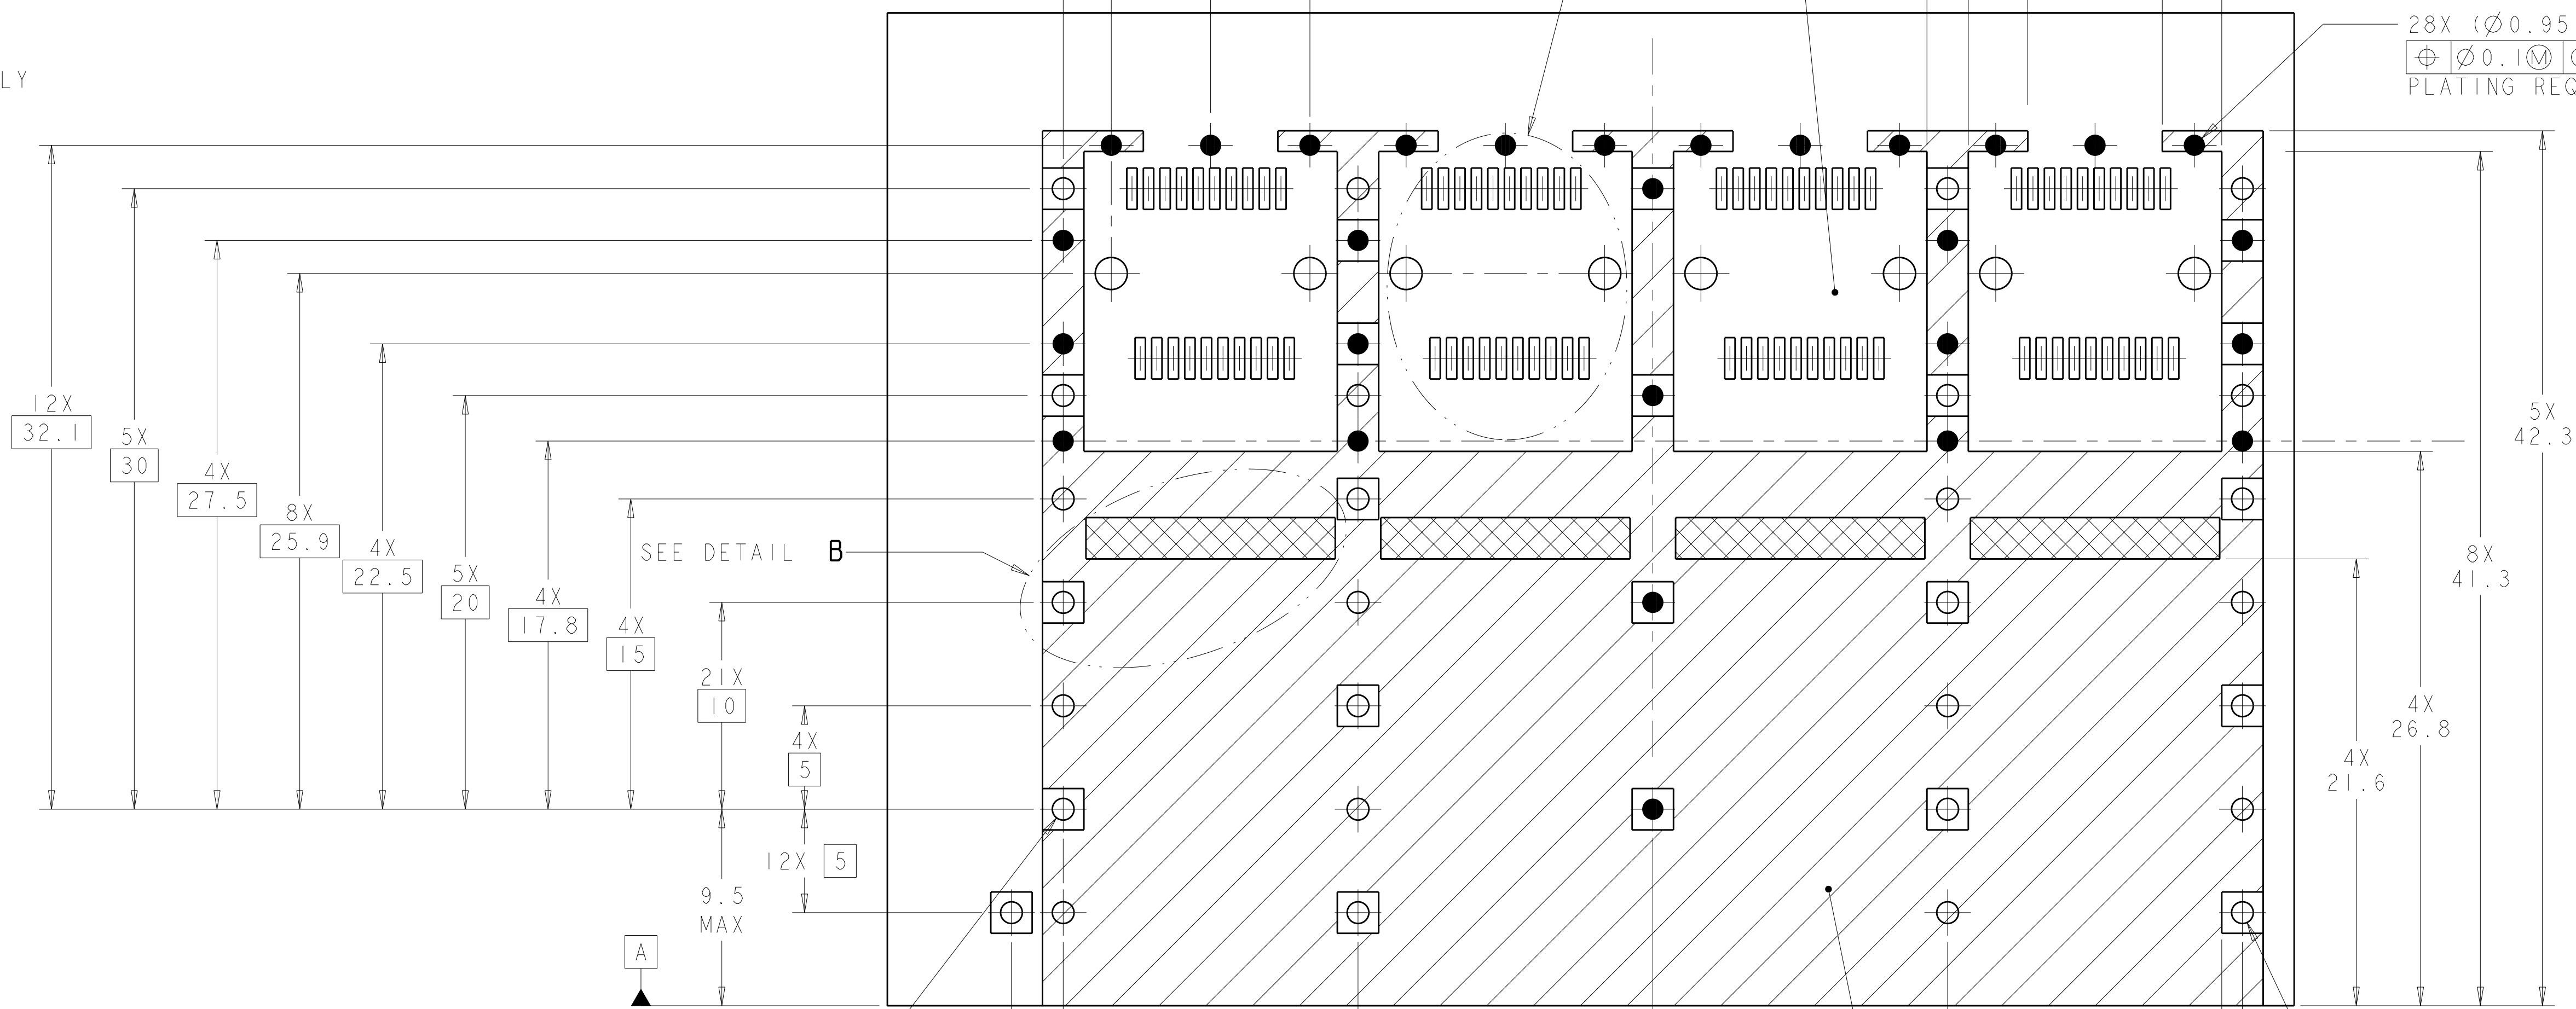 LY
28X (Ø0.95
⌖ Ø0.1Ⓜ
PLATING REQ
12X
32.1
5X
30
4X
27.5
8X
25.9
4X
22.5
5X
20
4X
17.8
4X
15
21X
10
4X
5
12X 5
9.5
MAX
A
SEE DETAIL B
5X
42.3
8X
41.3
4X
26.8
4X
21.6